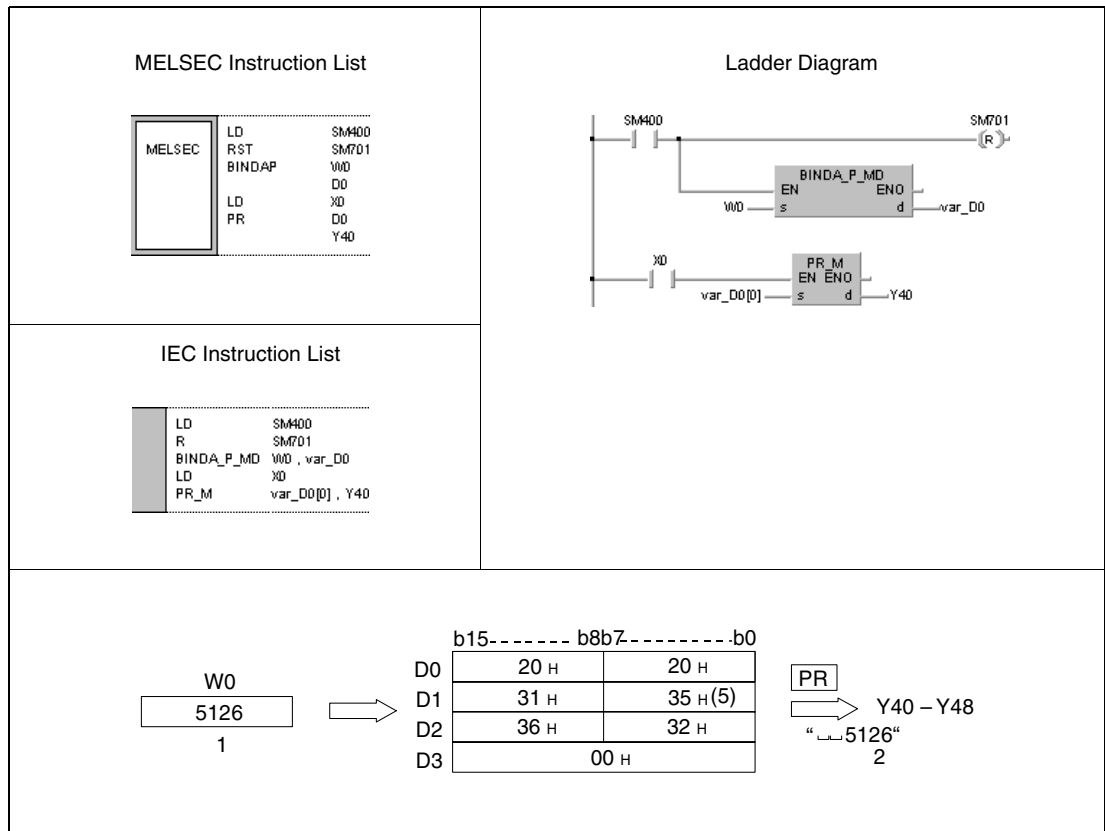 MELSEC Instruction List
MELSEC
LD SM400
RST SM701
BINDAP W0
D0
LD X0
PR D0
Y40
Ladder Diagram
SM400 SM701
R
BINDA_P_MD
EN ENO
W0 s d var_D0
X0
PR_M
EN ENO
var_D0[0] s d Y40
IEC Instruction List
LD SM400
R SM701
BINDA_P_MD W0 , var_D0
LD X0
PR_M var_D0[0] , Y40
b15------- b8b7----------b0
W0
5126
1
D0 20 H 20 H
D1 31 H 35 H (5)
D2 36 H 32 H
D3 00 H
PR
Y40 – Y48
“ ␣␣5126“
2